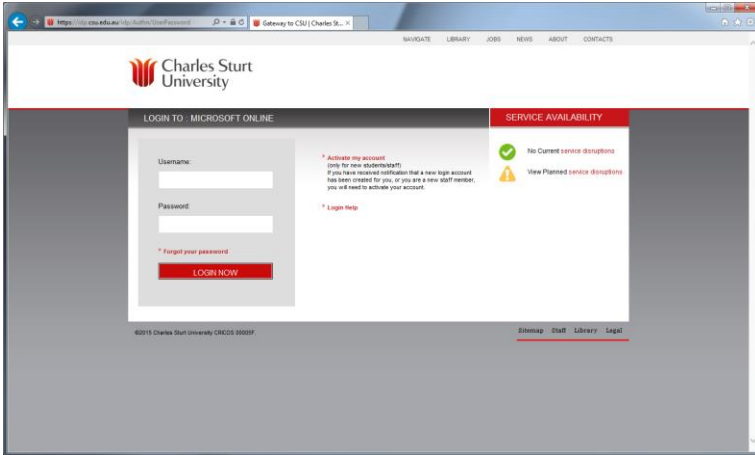 https://idp.csu.edu.au/idp/Authn/UserPassword
Gateway to CSU | Charles St...
NAVIGATE LIBRARY JOBS NEWS ABOUT CONTACTS
Charles Sturt
University
LOGIN TO : MICROSOFT ONLINE
SERVICE AVAILABILITY
Username:
Password:
* Forgot your password
LOGIN NOW
* Activate my account
(only for new students/staff)
If you have received notification that a new login account
has been created for you, or you are a new staff member,
you will need to activate your account.
* Login Help
No Current service disruptions
View Planned service disruptions
©2015 Charles Sturt University CRICOS 00005F.
Sitemap Staff Library Legal